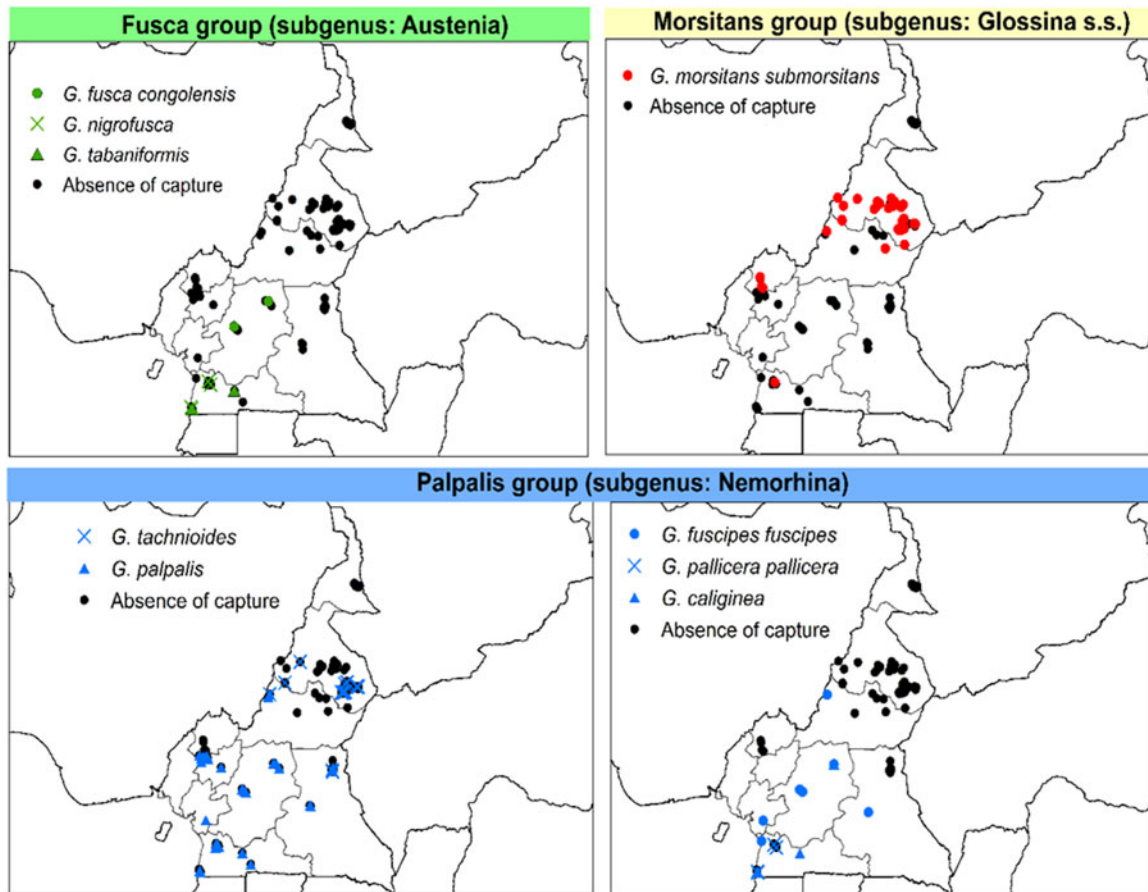 Fusca group (subgenus: Austenia)
G. fusca congolensis
G. nigrofusca
G. tabaniformis
Absence of capture
Morsitans group (subgenus: Glossina s.s.)
G. morsitans submorsitans
Absence of capture
Palpalis group (subgenus: Nemorhina)
G. tachnioides
G. palpalis
Absence of capture
G. fuscipes fuscipes
G. pallicera pallicera
G. caliginea
Absence of capture